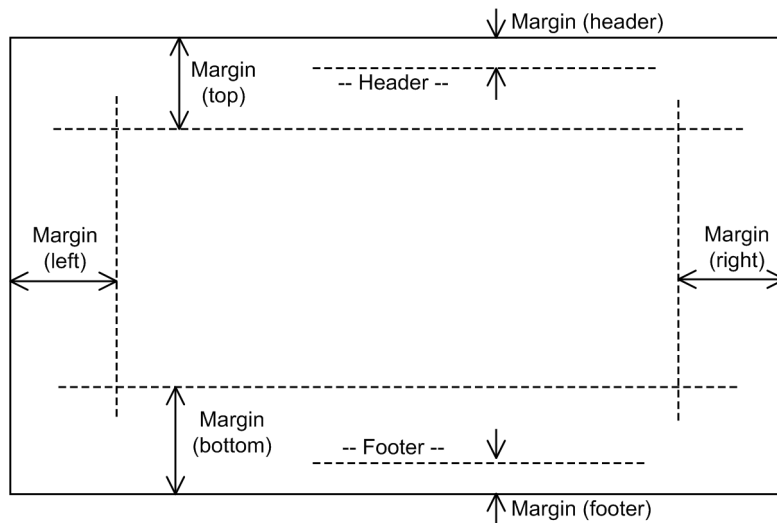 Margin (header)
Margin
(top)
-- Header --
Margin
(left)
Margin
(right)
Margin
(bottom)
-- Footer --
Margin (footer)